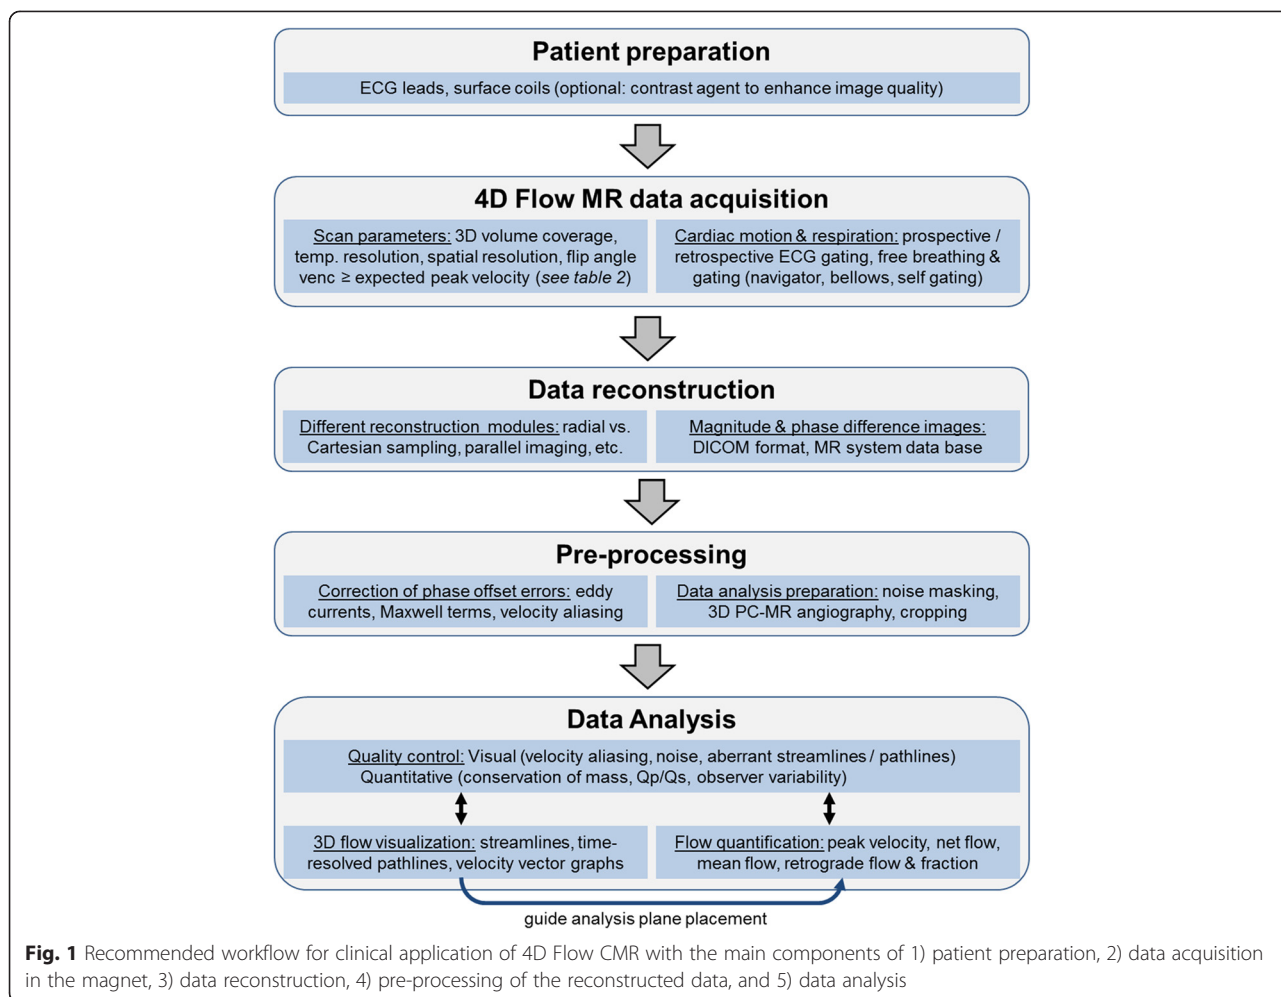 Patient preparation
ECG leads, surface coils (optional: contrast agent to enhance image quality)
4D Flow MR data acquisition
Scan parameters: 3D volume coverage,
temp. resolution, spatial resolution, flip angle
venc ≥ expected peak velocity (see table 2)
Cardiac motion & respiration: prospective /
retrospective ECG gating, free breathing &
gating (navigator, bellows, self gating)
Data reconstruction
Different reconstruction modules: radial vs.
Cartesian sampling, parallel imaging, etc.
Magnitude & phase difference images:
DICOM format, MR system data base
Pre-processing
Correction of phase offset errors: eddy
currents, Maxwell terms, velocity aliasing
Data analysis preparation: noise masking,
3D PC-MR angiography, cropping
Data Analysis
Quality control: Visual (velocity aliasing, noise, aberrant streamlines / pathlines)
Quantitative (conservation of mass, Qp/Qs, observer variability)
3D flow visualization: streamlines, time-
resolved pathlines, velocity vector graphs
Flow quantification: peak velocity, net flow,
mean flow, retrograde flow & fraction
guide analysis plane placement
Fig. 1 Recommended workflow for clinical application of 4D Flow CMR with the main components of 1) patient preparation, 2) data acquisition
in the magnet, 3) data reconstruction, 4) pre-processing of the reconstructed data, and 5) data analysis